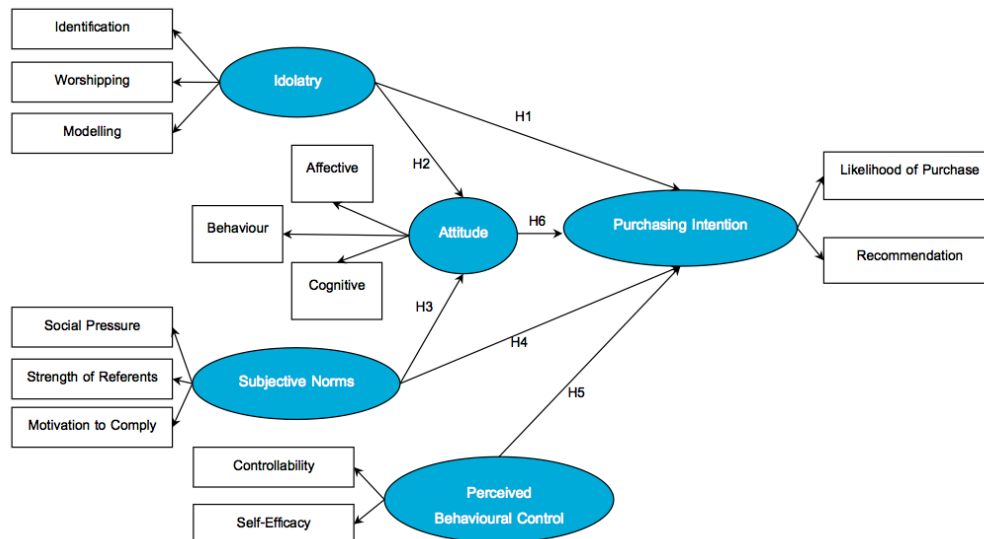 Identification
Idolatry
Worshipping
Modelling
H1
H2
Affective
Likelihood of Purchase
Behaviour
Attitude
H6
Purchasing Intention
Recommendation
Cognitive
H3
Social Pressure
H4
Strength of Referents
Subjective Norms
H5
Motivation to Comply
Controllability
Perceived
Behavioural Control
Self-Efficacy